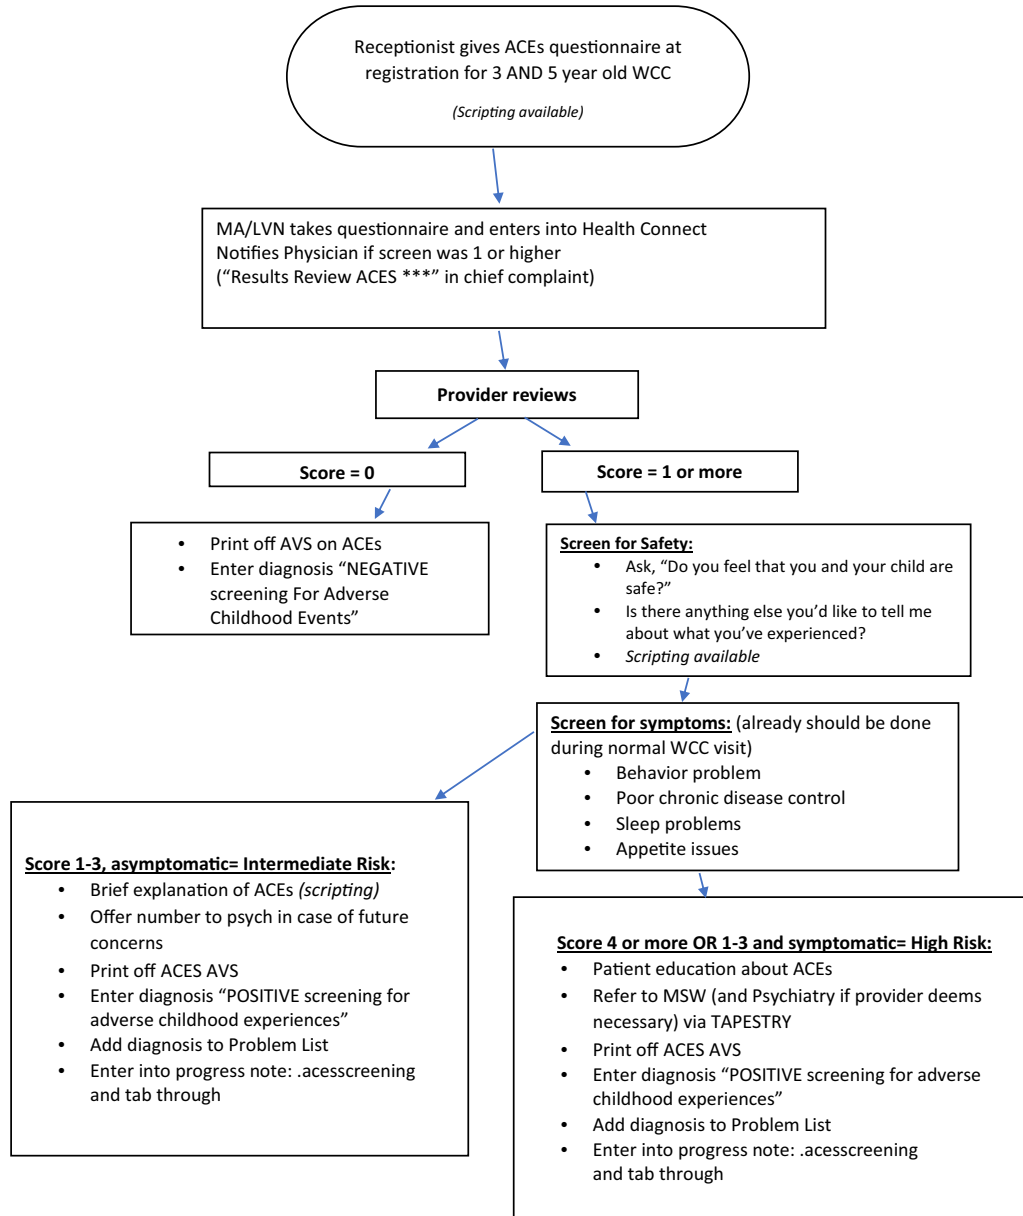 Receptionist gives ACEs questionnaire at
registration for 3 AND 5 year old WCC
(Scripting available)
MA/LVN takes questionnaire and enters into Health Connect
Notifies Physician if screen was 1 or higher
(“Results Review ACES ***” in chief complaint)
Provider reviews
Score = 0
Score = 1 or more
• Print off AVS on ACEs
• Enter diagnosis “NEGATIVE
screening For Adverse
Childhood Events”
Screen for Safety:
• Ask, “Do you feel that you and your child are
safe?”
• Is there anything else you’d like to tell me
about what you’ve experienced?
• Scripting available
Screen for symptoms: (already should be done
during normal WCC visit)
• Behavior problem
• Poor chronic disease control
• Sleep problems
• Appetite issues
Score 1-3, asymptomatic= Intermediate Risk:
• Brief explanation of ACEs (scripting)
• Offer number to psych in case of future
concerns
• Print off ACES AVS
• Enter diagnosis “POSITIVE screening for
adverse childhood experiences”
• Add diagnosis to Problem List
• Enter into progress note: .acesscreening
and tab through
Score 4 or more OR 1-3 and symptomatic= High Risk:
• Patient education about ACEs
• Refer to MSW (and Psychiatry if provider deems
necessary) via TAPESTRY
• Print off ACES AVS
• Enter diagnosis “POSITIVE screening for adverse
childhood experiences”
• Add diagnosis to Problem List
• Enter into progress note: .acesscreening
and tab through